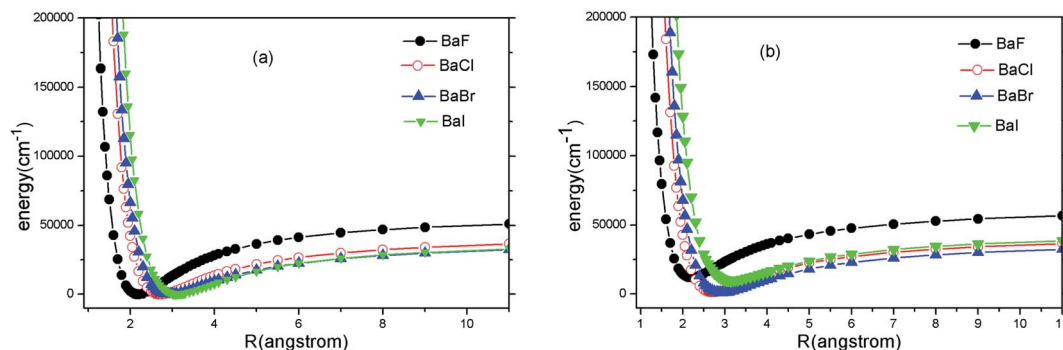 200000
150000
100000
50000
0
energy(cm-1)
(a)
BaF
BaCl
BaBr
BaI
2 4 6 8 10
R(angstrom)
200000
150000
100000
50000
0
energy(cm-1)
(b)
BaF
BaCl
BaBr
BaI
1 2 3 4 5 6 7 8 9 10 1
R(angstrom)